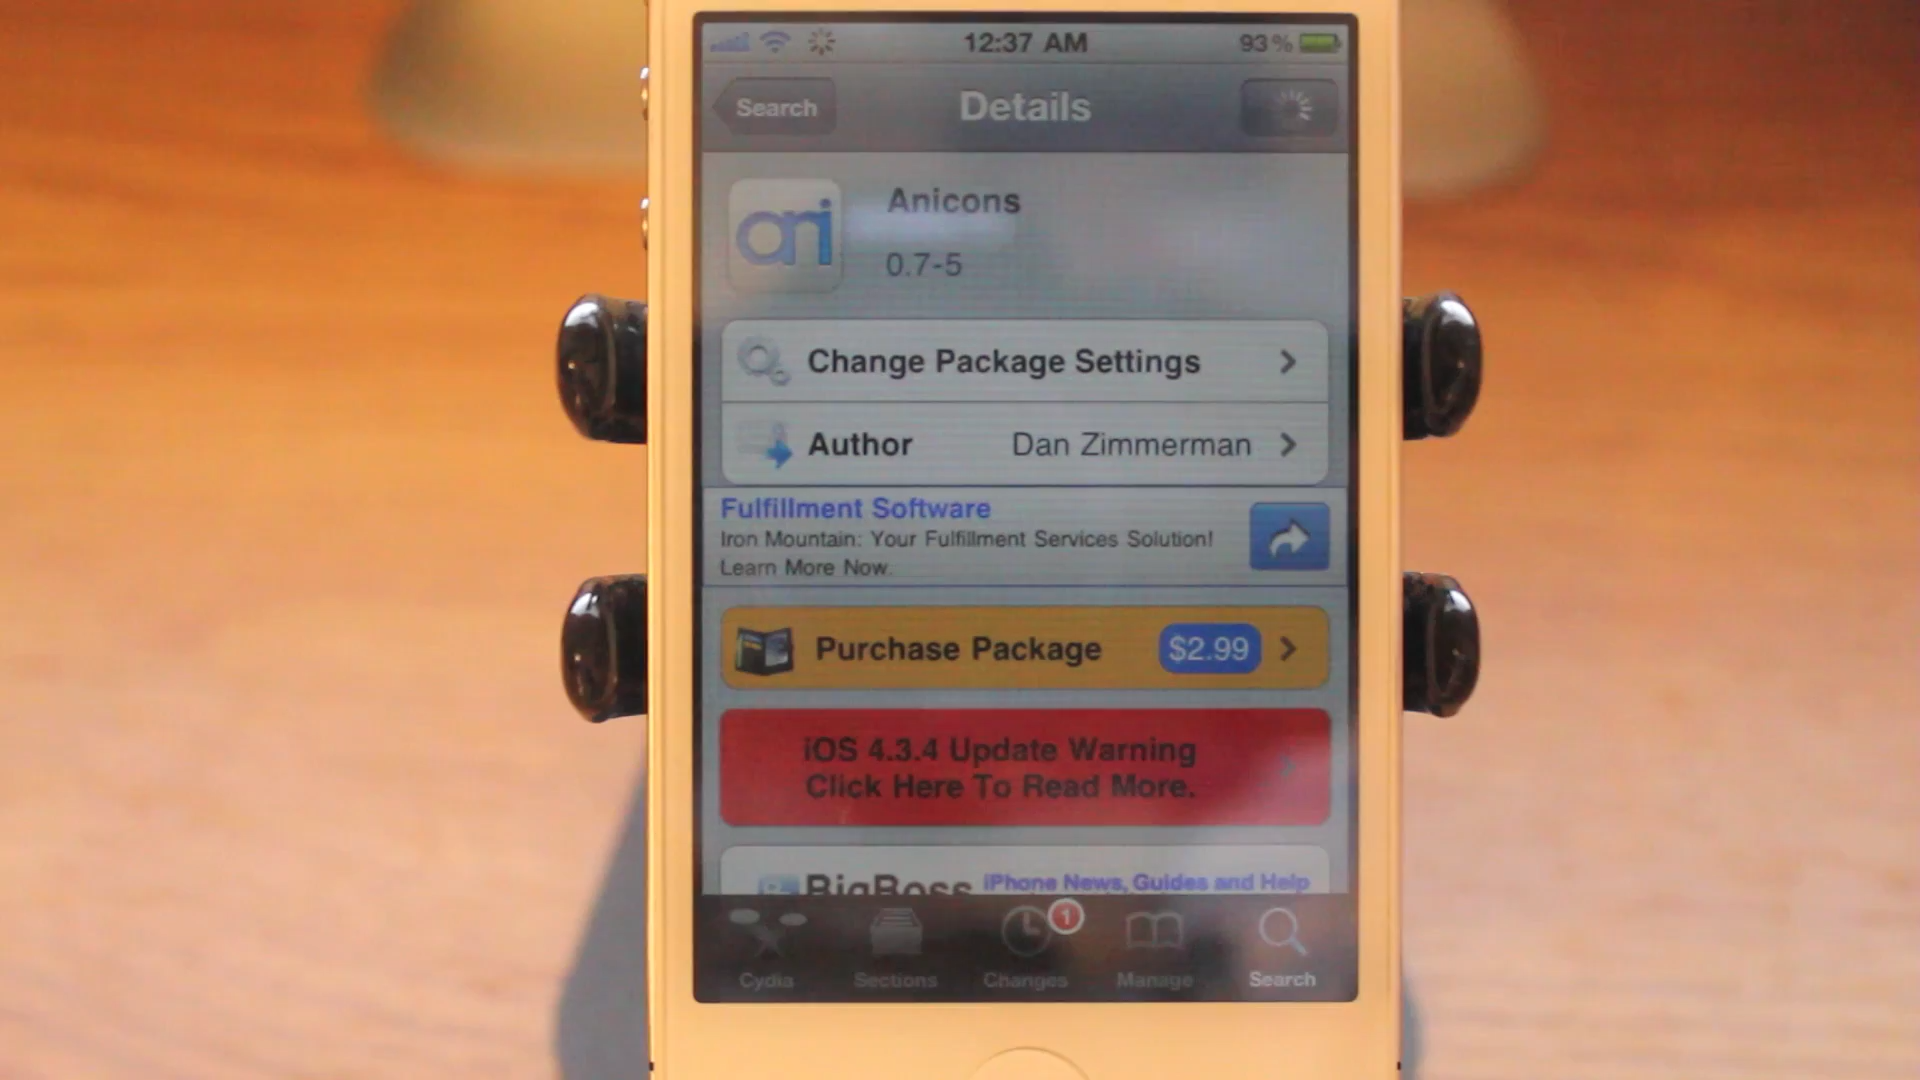 12:37 AM
93%
Search
Details
ani
Anicons
0.7-5
Change Package Settings
Author
Dan Zimmerman
Fulfillment Software
Iron Mountain: Your Fulfillment Services Solution!
Learn More Now.
Purchase Package
$2.99
iOS 4.3.4 Update Warning
Click Here To Read More.
BigBoss
iPhone News, Guides and Help
1
Cydia
Sections
Changes
Manage
Search